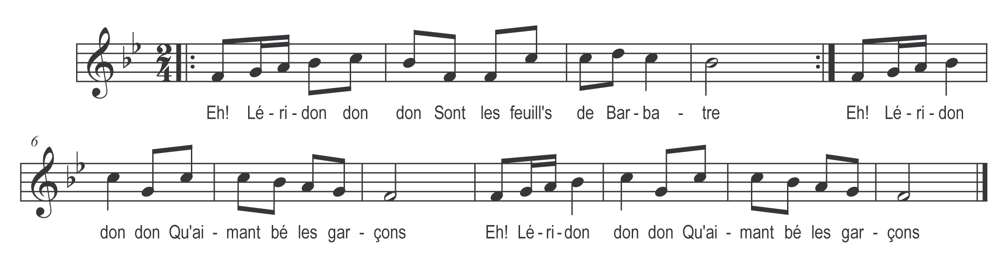 2
4
Eh! Lé - ri - don don don Sont les feuill's de Bar - ba - tre Eh! Lé - ri - don
6
don don Qu'ai - mant bé les gar - çons Eh! Lé - ri - don don don Qu'ai - mant bé les gar - çons